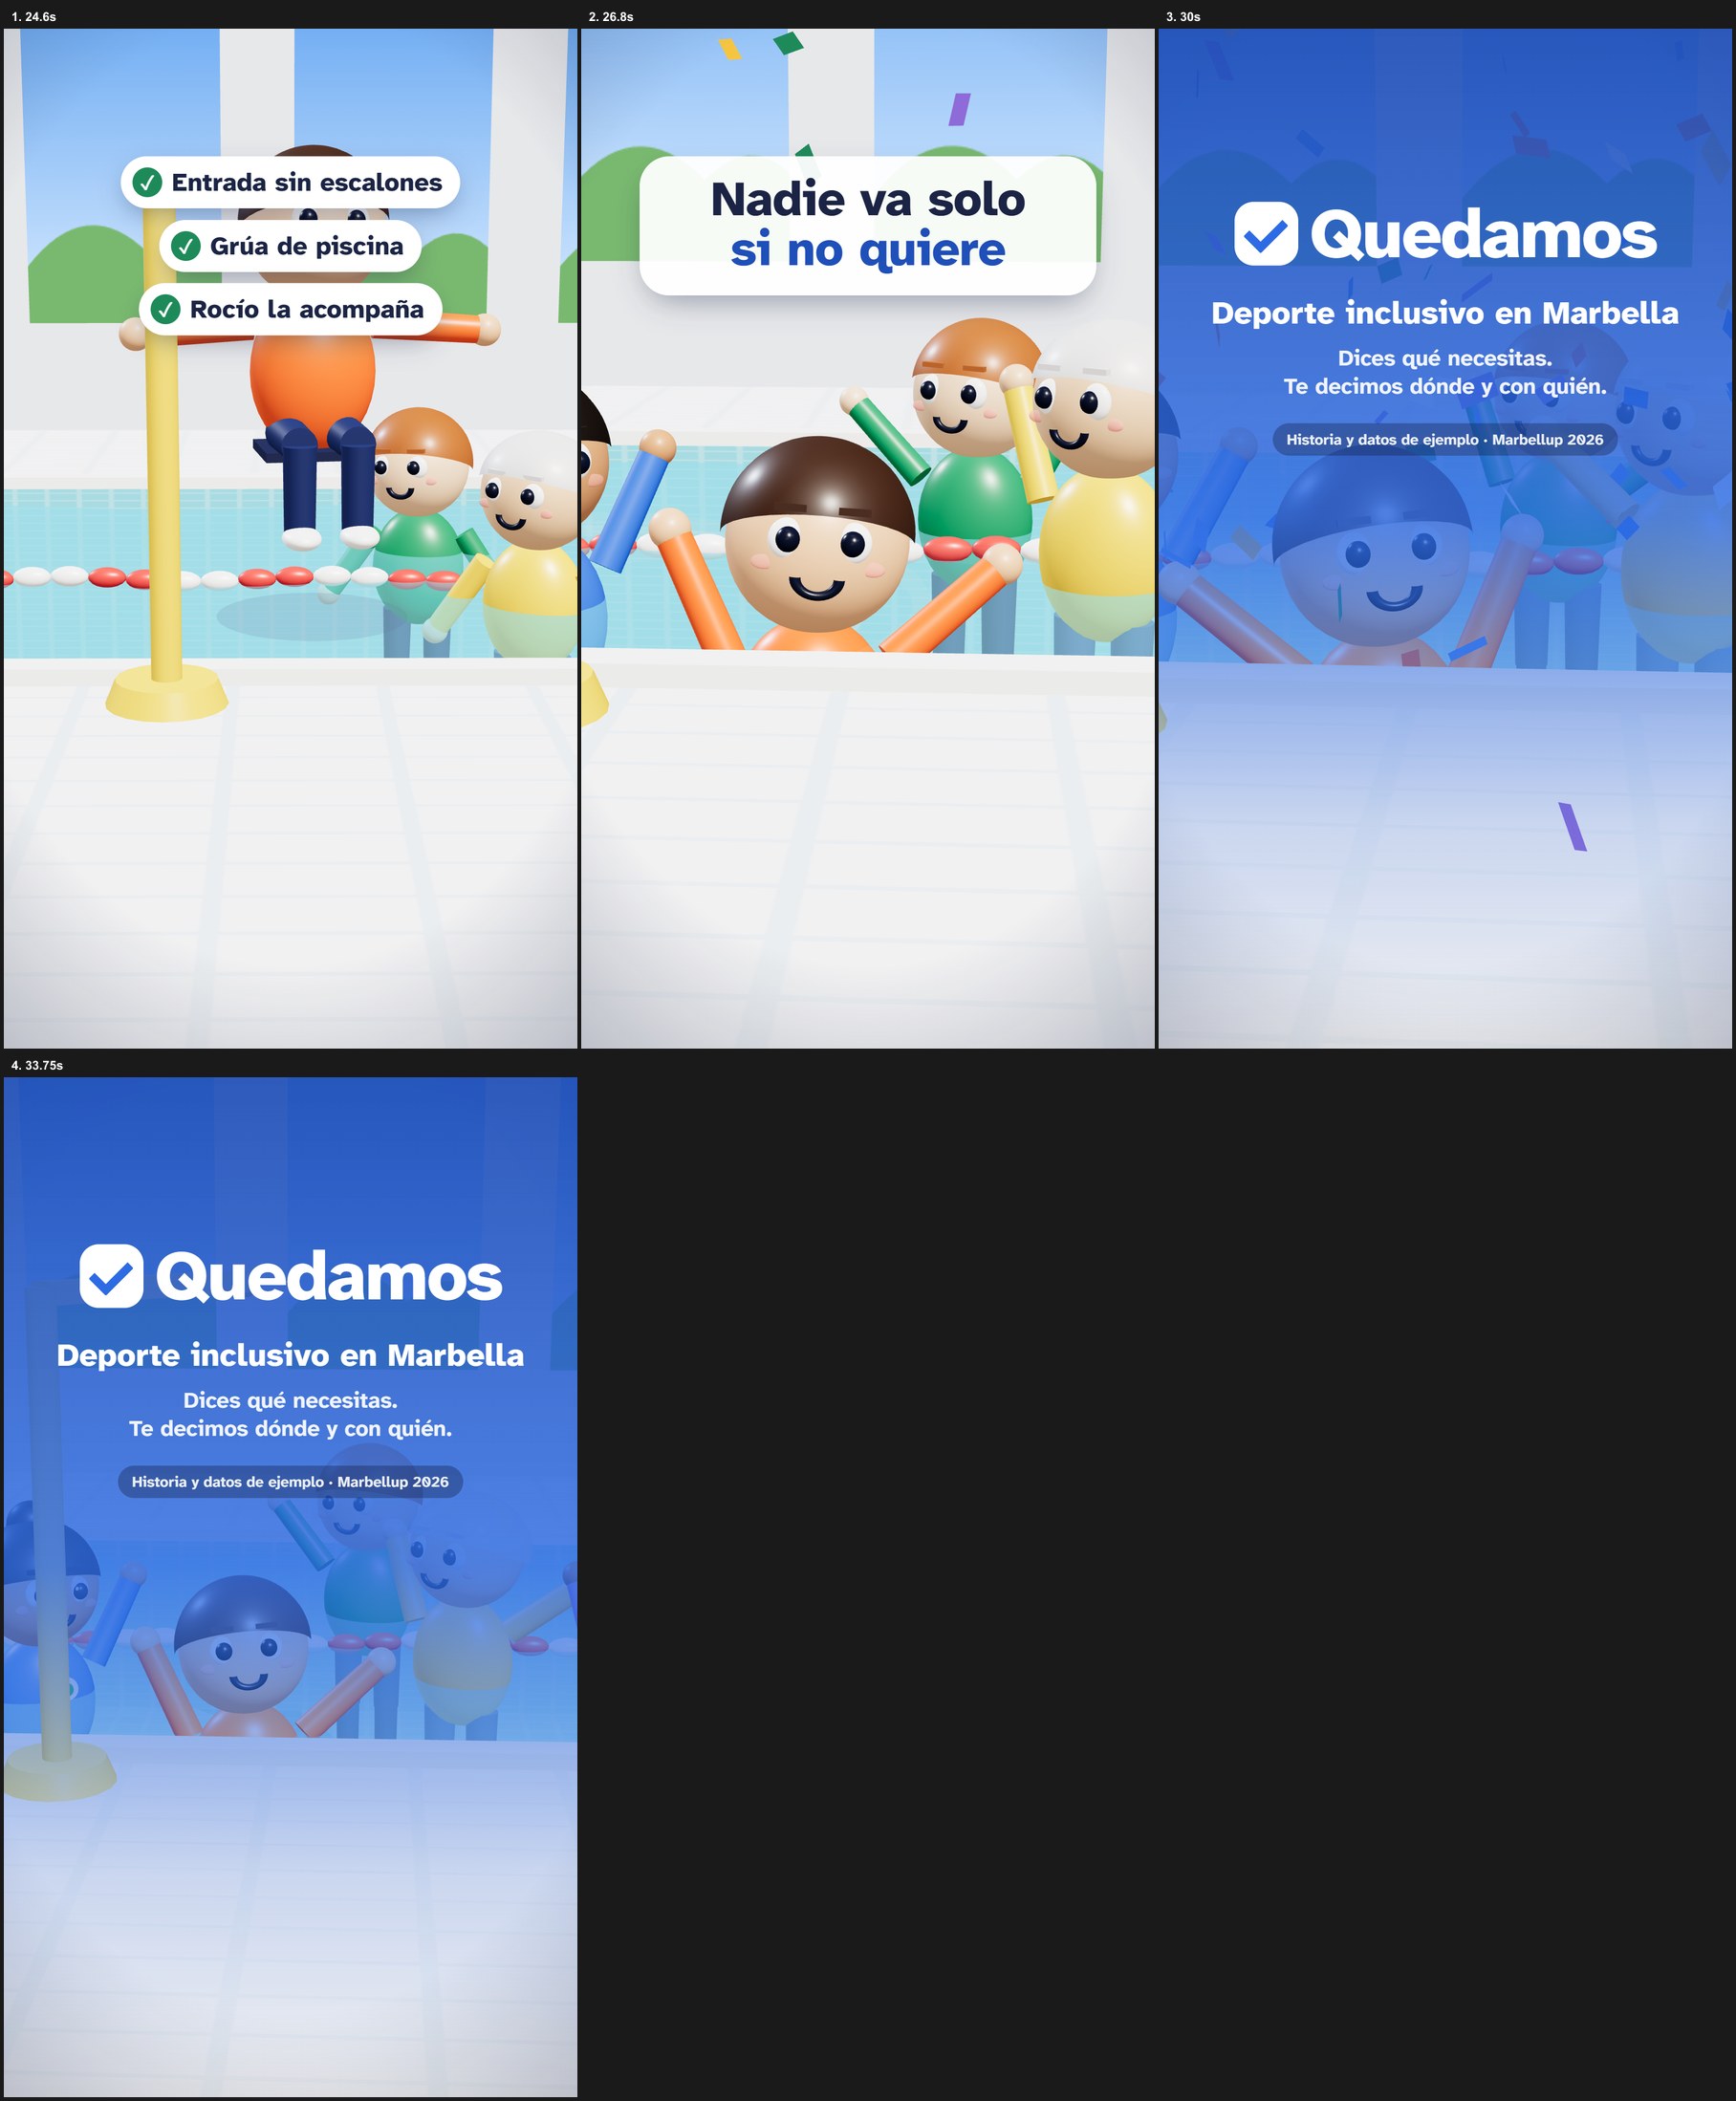 1. 24.6s
✓ Entrada sin escalones
✓ Grúa de piscina
✓ Rocío la acompaña
2. 26.8s
Nadie va solo
si no quiere
3. 30s
Quedamos
Deporte inclusivo en Marbella
Dices qué necesitas.
Te decimos dónde y con quién.
Historia y datos de ejemplo · Marbellup 2026
4. 33.75s
Quedamos
Deporte inclusivo en Marbella
Dices qué necesitas.
Te decimos dónde y con quién.
Historia y datos de ejemplo · Marbellup 2026